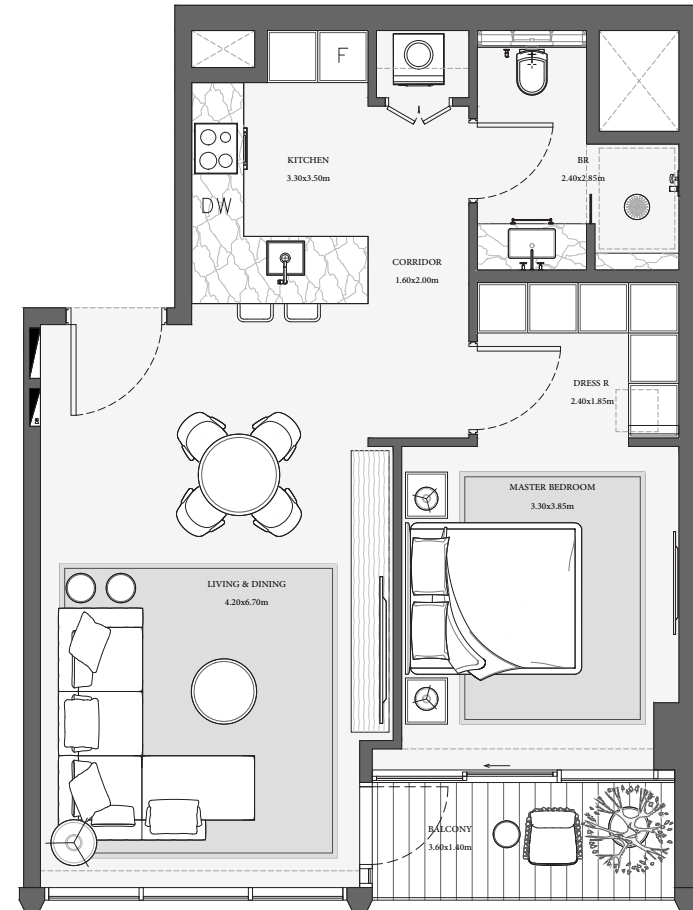 F
KITCHEN
3.30x3.50m
BR
2.40x2.85m
DW
CORRIDOR
1.60x2.00m
DRESS R
2.40x1.85m
MASTER BEDROOM
3.30x3.85m
LIVING & DINING
4.20x6.70m
BALCONY
3.60x1.40m